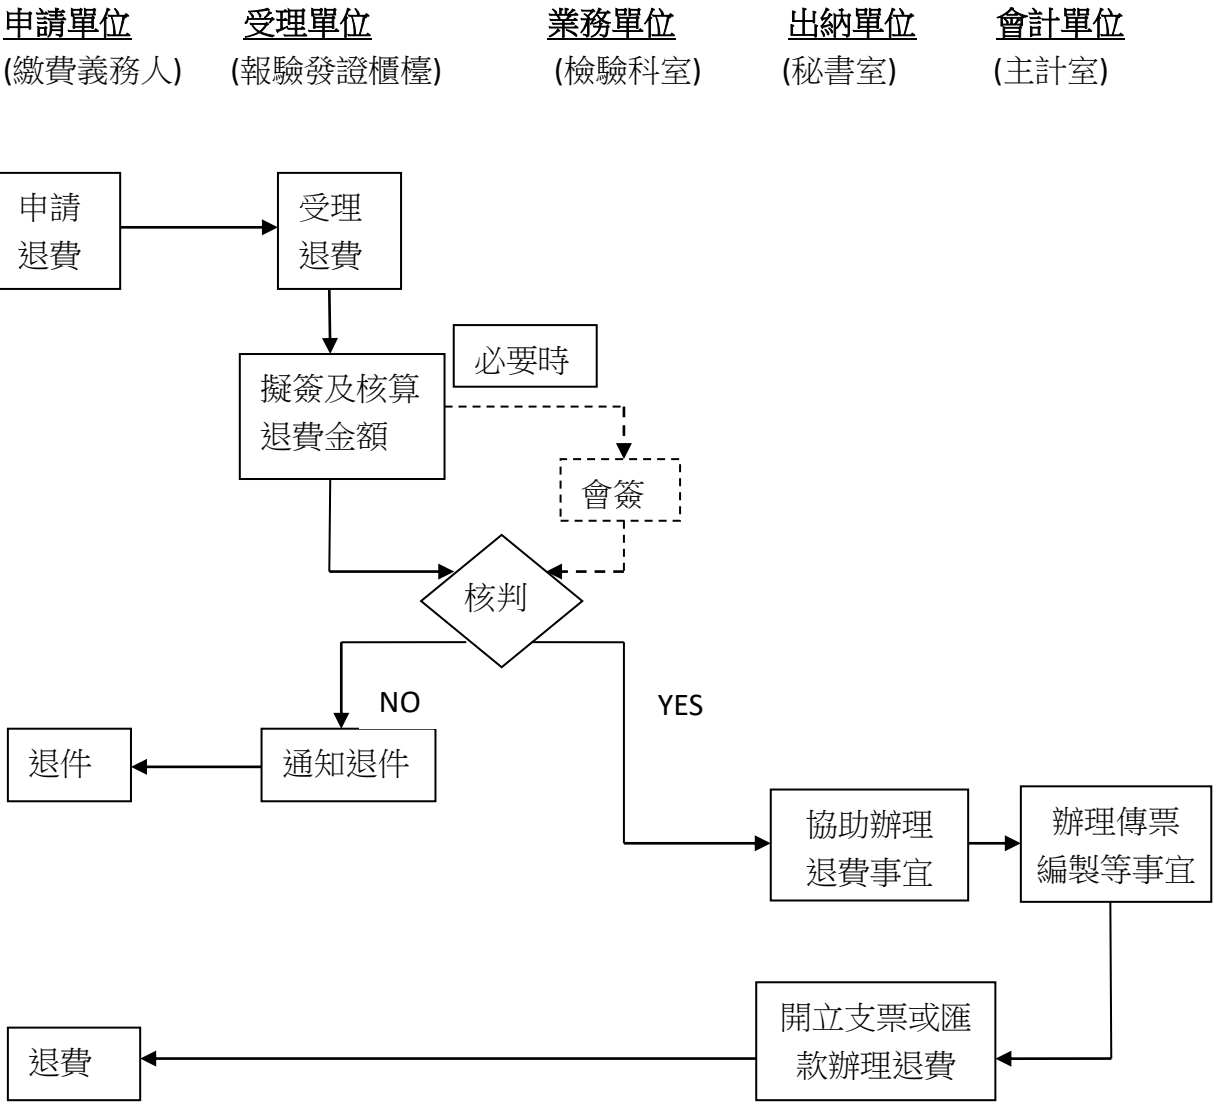 申請單位 受理單位 業務單位 出納單位 會計單位
(繳費義務人) (報驗發證櫃檯) (檢驗科室) (秘書室) (主計室)
申請
退費
受理
退費
必要時
擬簽及核算
退費金額
會簽
核判
NO
YES
退件
通知退件
協助辦理
退費事宜
辦理傳票
編製等事宜
開立支票或匯
款辦理退費
退費